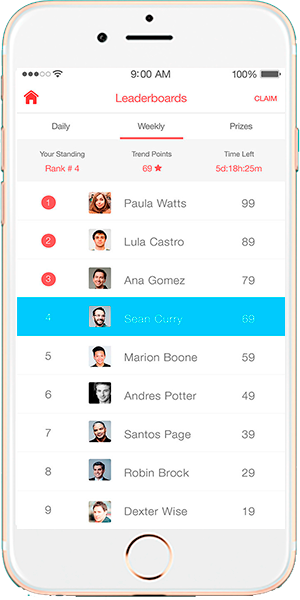 9:00 AM 100%
Leaderboards CLAIM
Daily Weekly Prizes
Your Standing Trend Points Time Left
Rank # 4 69 5d:18h:25m
1 Paula Watts 99
2 Lula Castro 89
3 Ana Gomez 79
4 Sean Curry 69
5 Marion Boone 59
6 Andres Potter 49
7 Santos Page 39
8 Robin Brock 29
9 Dexter Wise 19